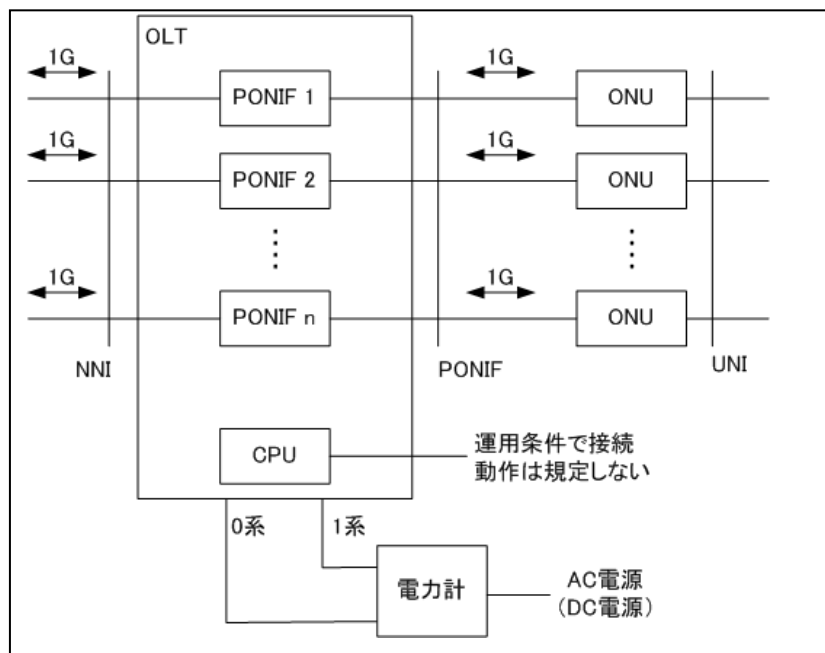 OLT
1G
1G
PONIF 1
ONU
1G
1G
PONIF 2
ONU
1G
1G
PONIF n
ONU
NNI
PONIF
UNI
CPU
運用条件で接続
動作は規定しない
0系
1系
電力計
AC電源
(DC電源)